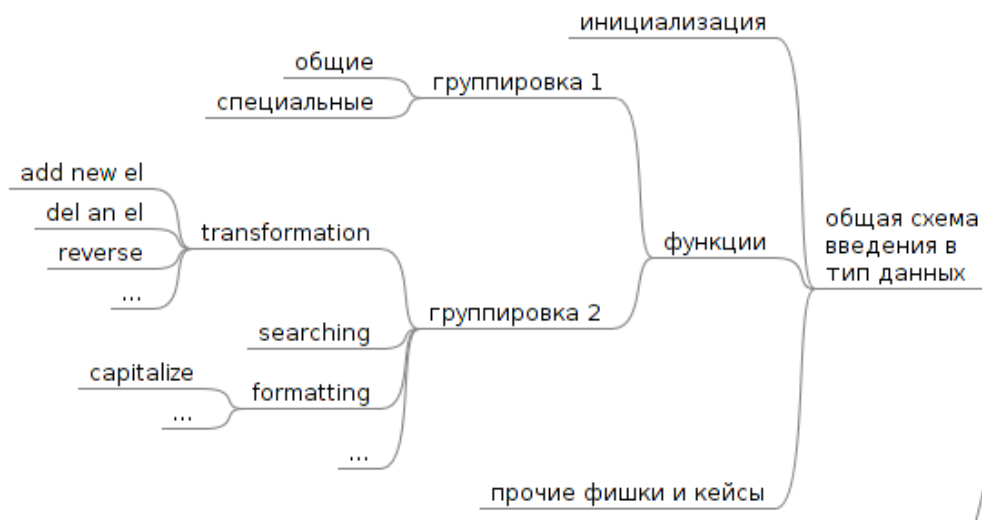 инициализация
общие
группировка 1
специальные
add new el
del an el
transformation
reverse
...
общая схема
введения в
тип данных
функции
группировка 2
searching
capitalize
formatting
...
...
прочие фишки и кейсы